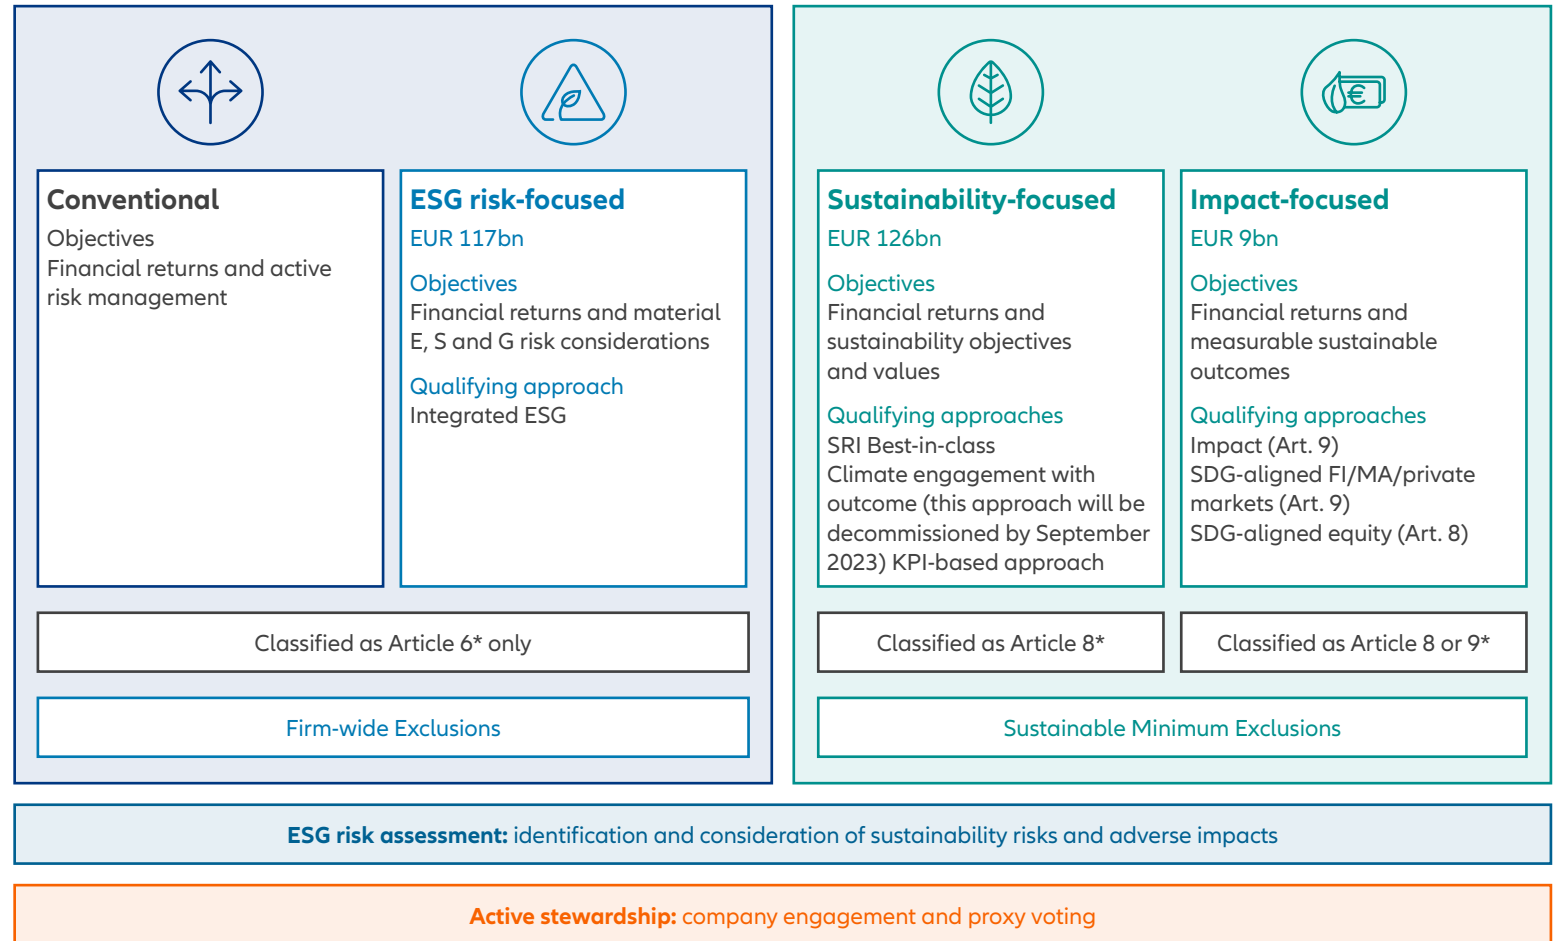 Conventional
Objectives
Financial returns and active
risk management
ESG risk-focused
EUR 117bn
Objectives
Financial returns and material
E, S and G risk considerations
Qualifying approach
Integrated ESG
Sustainability-focused
EUR 126bn
Objectives
Financial returns and
sustainability objectives
and values
Qualifying approaches
SRI Best-in-class
Climate engagement with
outcome (this approach will be
decommissioned by September
2023) KPI-based approach
Impact-focused
EUR 9bn
Objectives
Financial returns and
measurable sustainable
outcomes
Qualifying approaches
Impact (Art. 9)
SDG-aligned FI/MA/private
markets (Art. 9)
SDG-aligned equity (Art. 8)
Classified as Article 6* only
Classified as Article 8*
Classified as Article 8 or 9*
Firm-wide Exclusions
Sustainable Minimum Exclusions
ESG risk assessment: identification and consideration of sustainability risks and adverse impacts
Active stewardship: company engagement and proxy voting